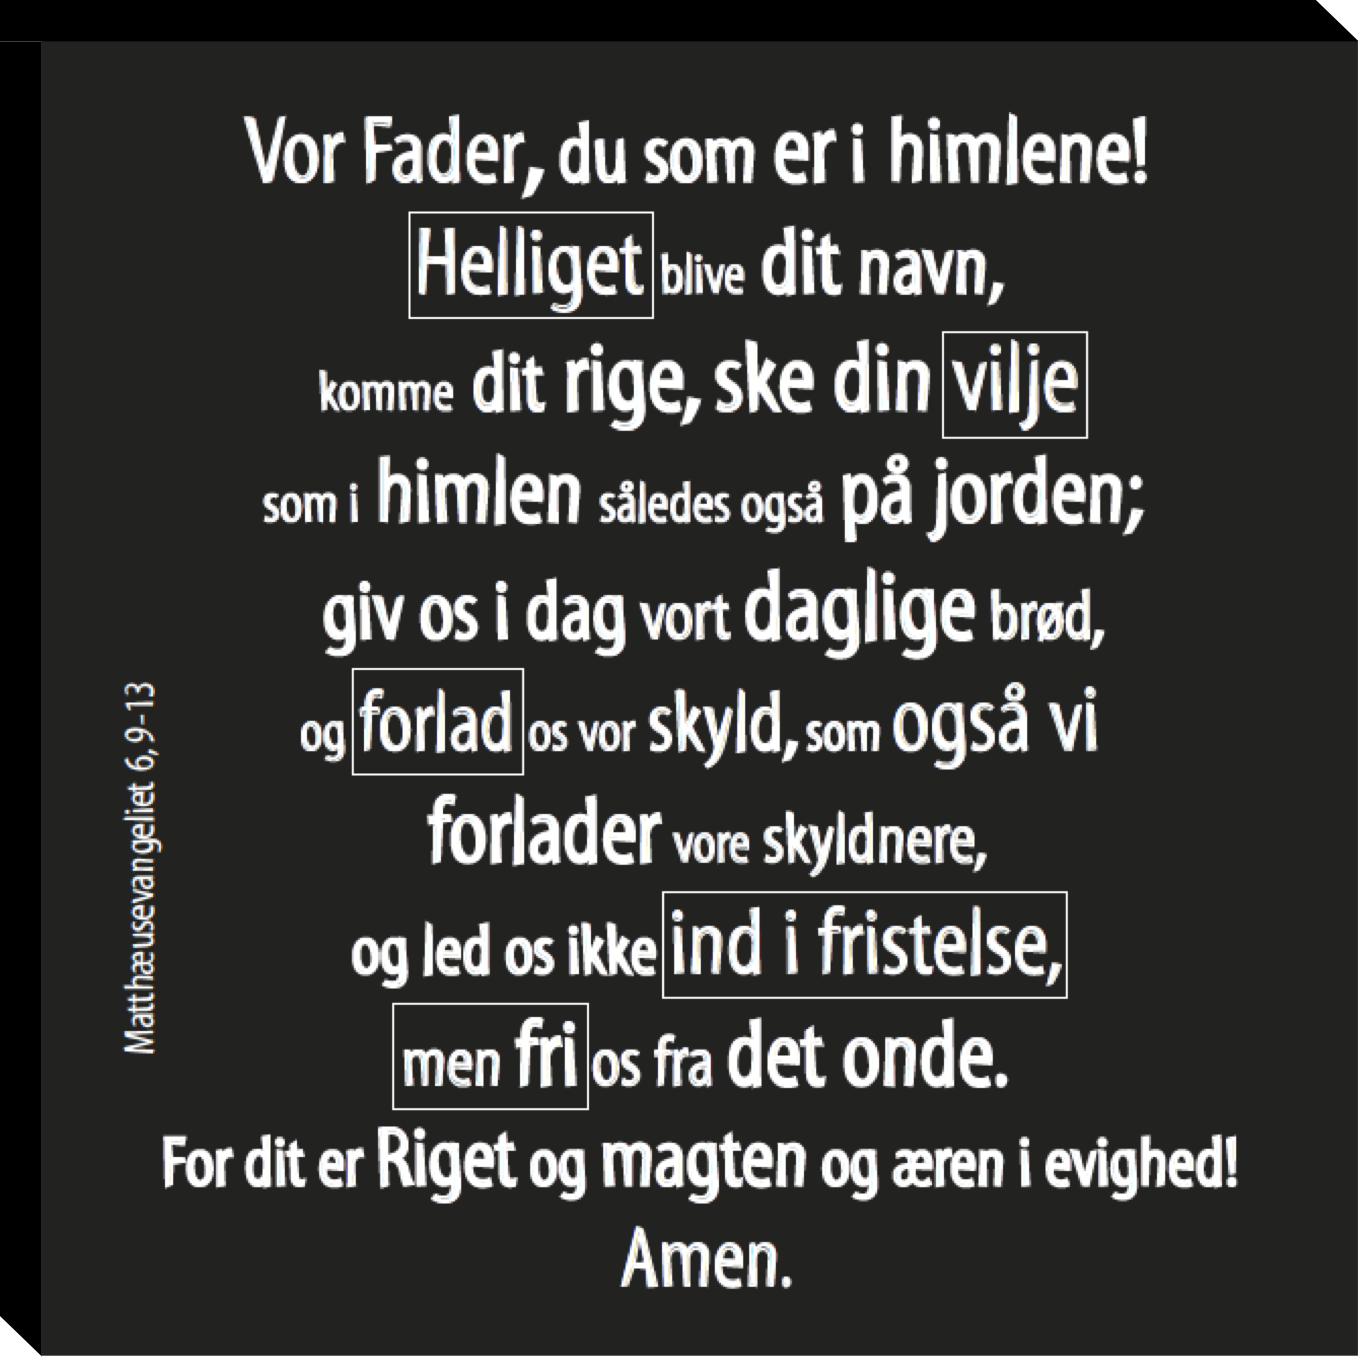 Vor Fader, du som er i himlene!
Helliget blive dit navn,
komme dit rige, ske din vilje
som i himlen således også på jorden;
giv os i dag vort daglige brød,
og forlad os vor skyld, som også vi
forlader vore skyldnere,
og led os ikke ind i fristelse,
men fri os fra det onde.
For dit er Riget og magten og æren i evighed!
Amen.
Matthæusevangeliet 6, 9-13